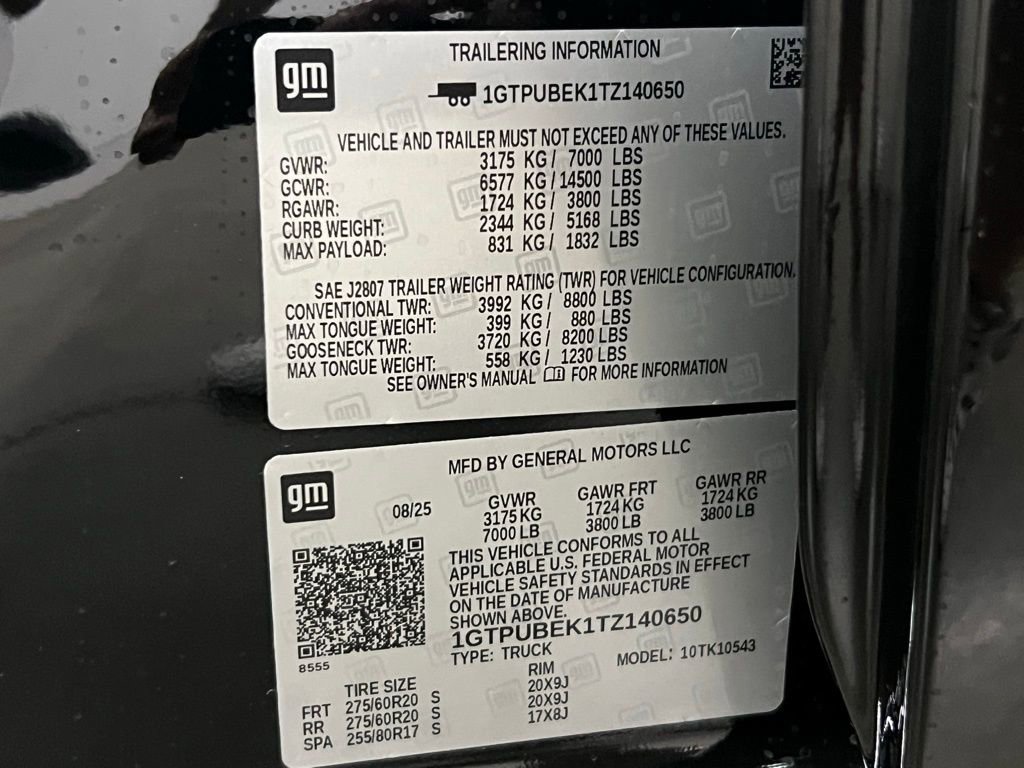 gm
TRAILERING INFORMATION
1GTPUBEK1TZ140650
VEHICLE AND TRAILER MUST NOT EXCEED ANY OF THESE VALUES.
GVWR: 3175 KG / 7000 LBS
GCWR: 6577 KG / 14500 LBS
RGAWR: 1724 KG / 3800 LBS
CURB WEIGHT: 2344 KG / 5168 LBS
MAX PAYLOAD: 831 KG / 1832 LBS
SAE J2807 TRAILER WEIGHT RATING (TWR) FOR VEHICLE CONFIGURATION.
CONVENTIONAL TWR: 3992 KG / 8800 LBS
MAX TONGUE WEIGHT: 399 KG / 880 LBS
GOOSENECK TWR: 3720 KG / 8200 LBS
MAX TONGUE WEIGHT: 558 KG / 1230 LBS
SEE OWNER'S MANUAL FOR MORE INFORMATION
gm
MFD BY GENERAL MOTORS LLC
08/25
GVWR GAWR FRT GAWR RR
3175 KG 1724 KG 1724 KG
7000 LB 3800 LB 3800 LB
THIS VEHICLE CONFORMS TO ALL
APPLICABLE U.S. FEDERAL MOTOR
VEHICLE SAFETY STANDARDS IN EFFECT
ON THE DATE OF MANUFACTURE
SHOWN ABOVE.
1GTPUBEK1TZ140650
8555
TYPE: TRUCK MODEL: 10TK10543
TIRE SIZE RIM
FRT 275/60R20 S 20X9J
RR 275/60R20 S 20X9J
SPA 255/80R17 S 17X8J